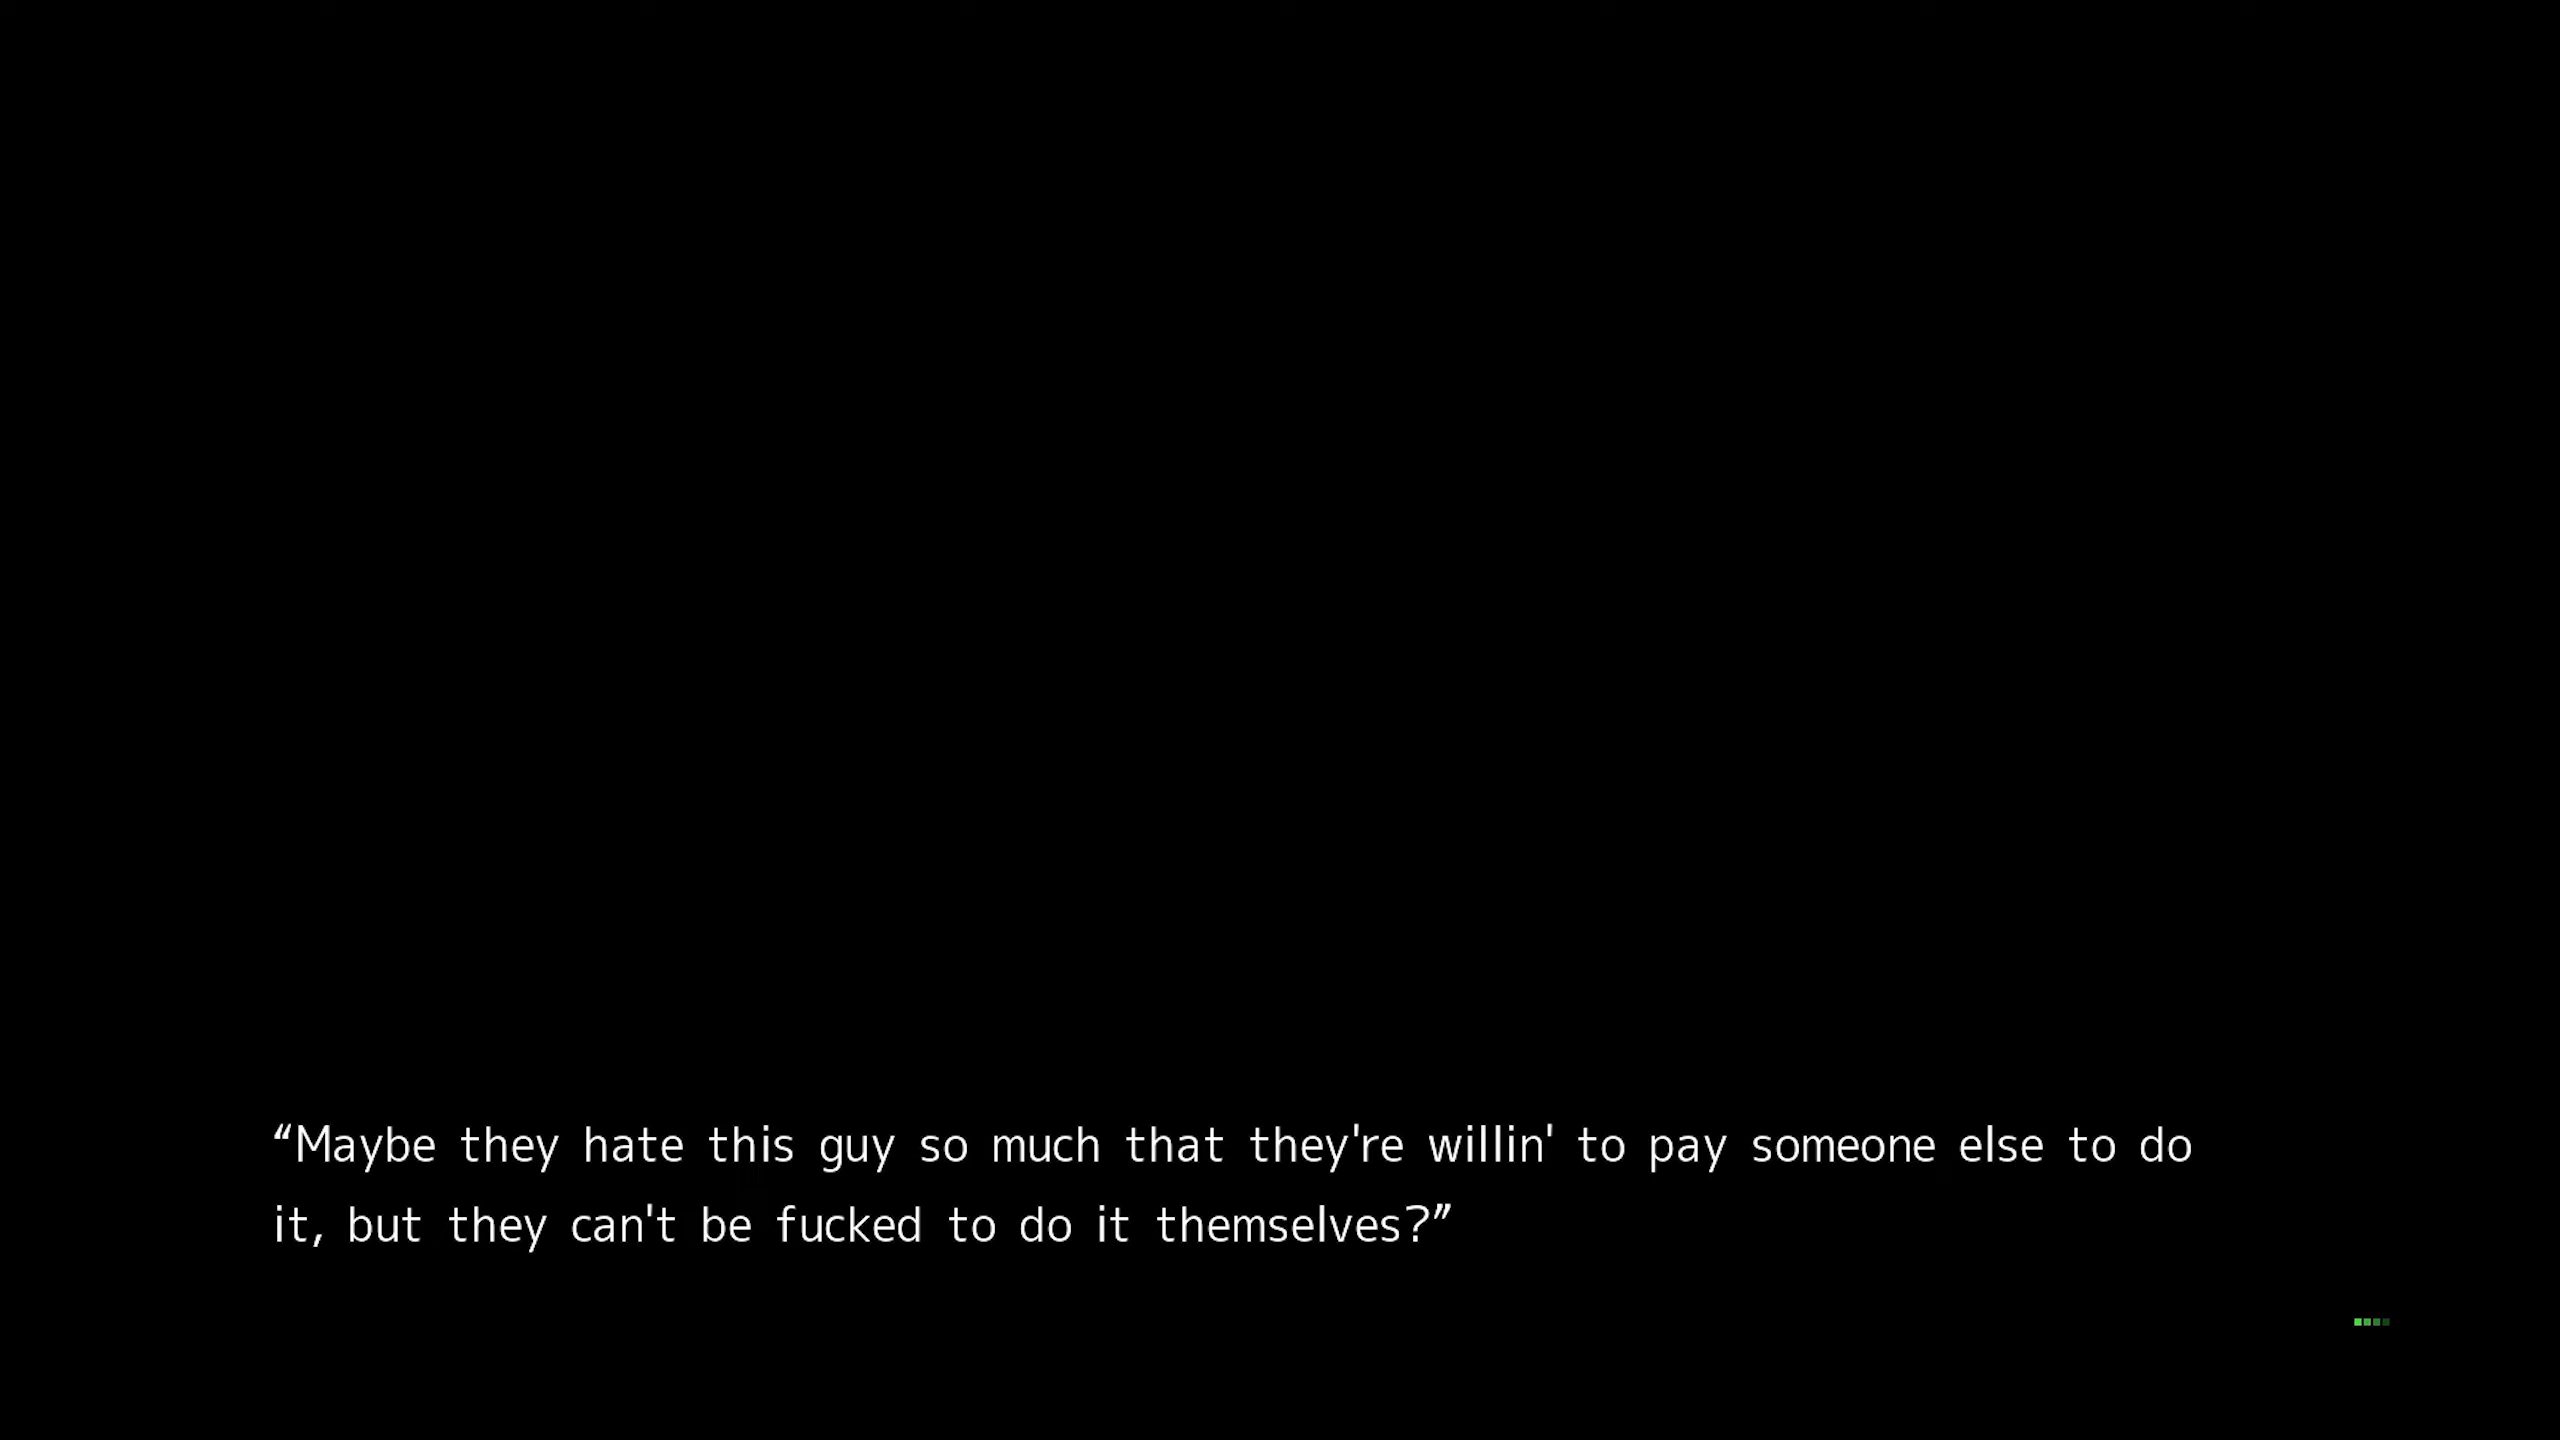 “Maybe they hate this guy so much that they're willin' to pay someone else to do
it, but they can't be fucked to do it themselves?”